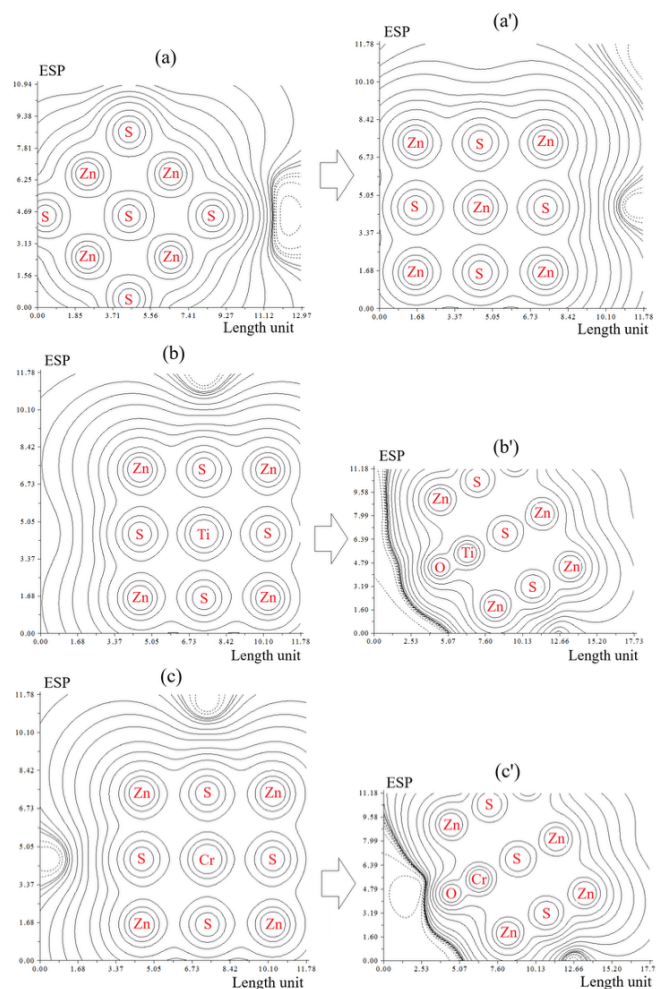 (a)
ESP
10.94
9.38
S
7.81
Zn Zn
6.25
4.69
S S S
3.13
Zn Zn
1.56
S
0.00
0.00 1.85 3.71 5.56 7.41 9.27 11.12 12.97
Length unit
(a')
ESP
11.78
10.10
8.42
Zn S Zn
6.73
5.05
S Zn S
3.37
1.68
Zn S Zn
0.00
0.00 1.68 3.37 5.05 6.73 8.42 10.10 11.78
Length unit
(b)
ESP
11.78
10.10
8.42
Zn S Zn
6.73
5.05
S Ti S
3.37
1.68
Zn S Zn
0.00
0.00 1.68 3.37 5.05 6.73 8.42 10.10 11.78
Length unit
(b')
ESP
11.18
S
9.58
Zn
Zn
7.99
S
6.39
Ti
4.79
O Zn
S
3.19
Zn
1.60
0.00
0.00 2.53 5.07 7.60 10.13 12.66 15.20 17.73
Length unit
(c)
ESP
11.78
10.10
8.42
Zn S Zn
6.73
5.05
S Cr S
3.37
1.68
Zn S Zn
0.00
0.00 1.68 3.37 5.05 6.73 8.42 10.10 11.78
Length unit
(c')
ESP
11.18
S
9.58
Zn
Zn
7.99
S
6.39
Cr
4.79
O Zn
S
3.19
Zn
1.60
0.00
0.00 2.53 5.07 7.60 10.13 12.66 15.20 17.73
Length unit